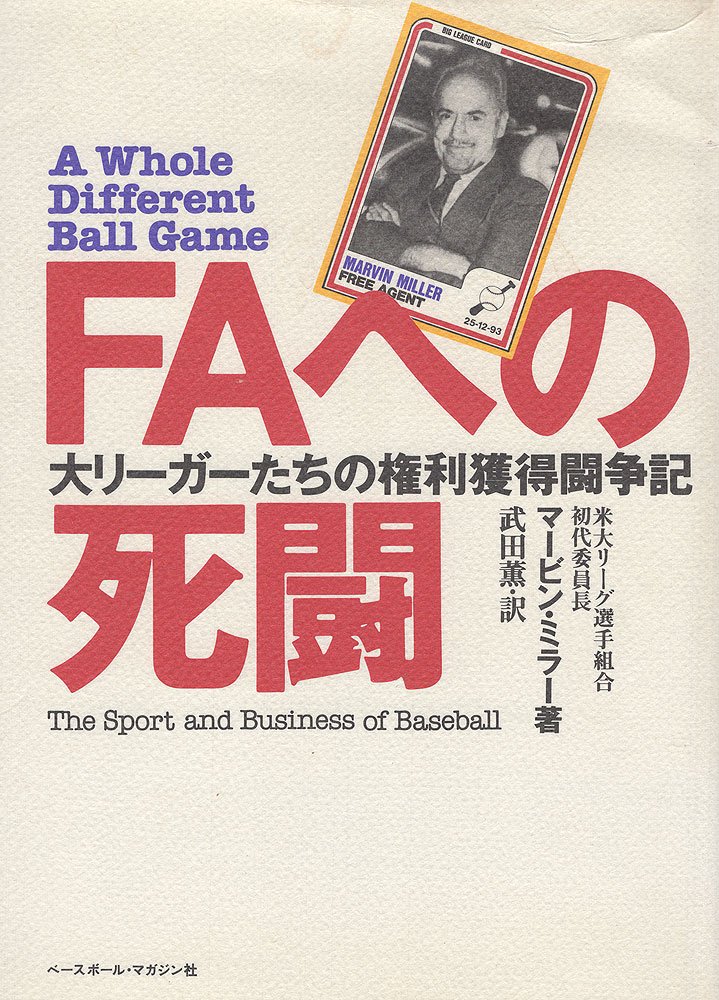 BIG LEAGUE CARD
MARVIN MILLER
FREE AGENT
25-12-93
A Whole
Different
Ball Game
FAへの
大リーガーたちの権利獲得闘争記
死闘
米大リーグ選手組合
初代委員長
マービン・ミラー著
武田薫・訳
The Sport and Business of Baseball
ベースボール・マガジン社